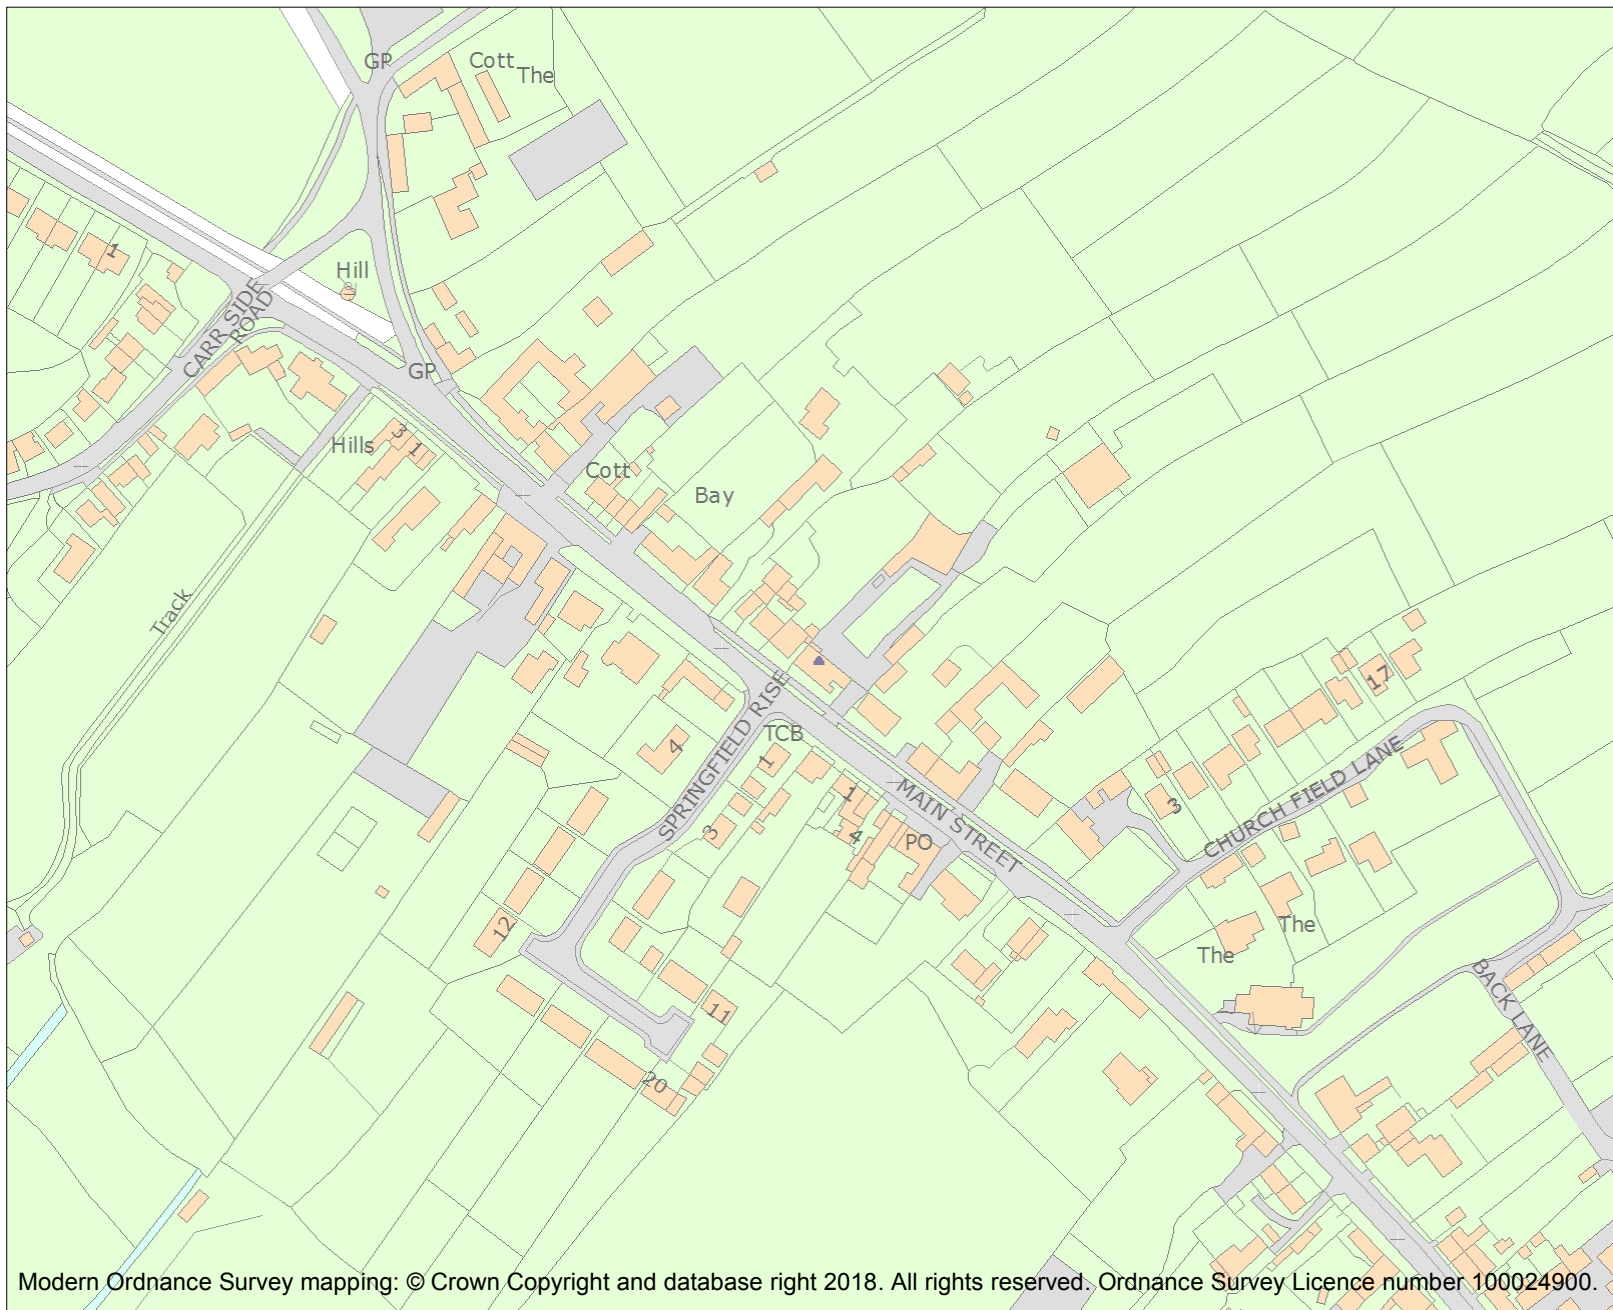 GP
Cott
The
1
Hill
CARR SIDE
ROAD
GP
Hills
3
1
Cott
Bay
Track
SPRINGFIELD RISE
TCB
4
1
3
1
4
PO
MAIN STREET
17
3
CHURCH FIELD LANE
The
The
BACK LANE
12
11
20
Modern Ordnance Survey mapping: © Crown Copyright and database right 2018. All rights reserved. Ordnance Survey Licence number 100024900.